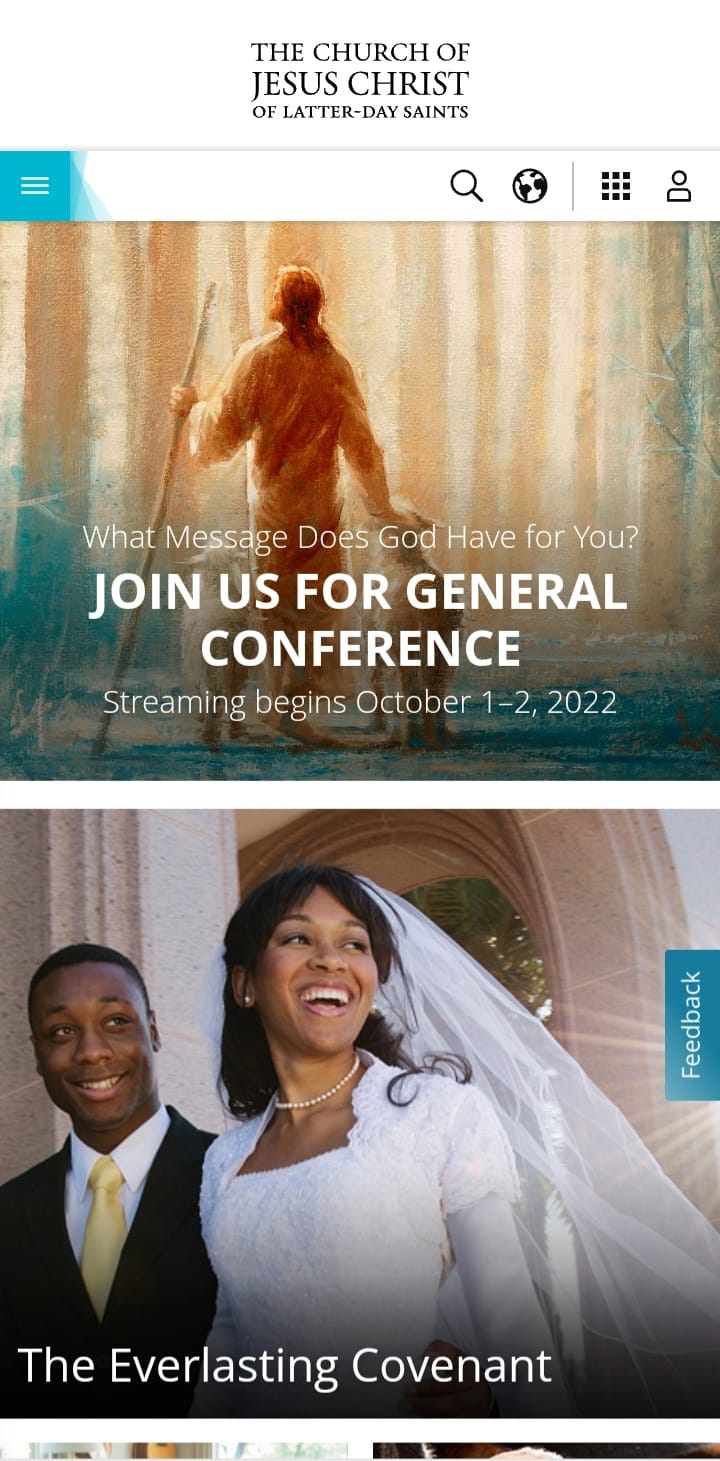 THE CHURCH OF
JESUS CHRIST
OF LATTER-DAY SAINTS
What Message Does God Have for You?
JOIN US FOR GENERAL
CONFERENCE
Streaming begins October 1–2, 2022
Feedback
The Everlasting Covenant